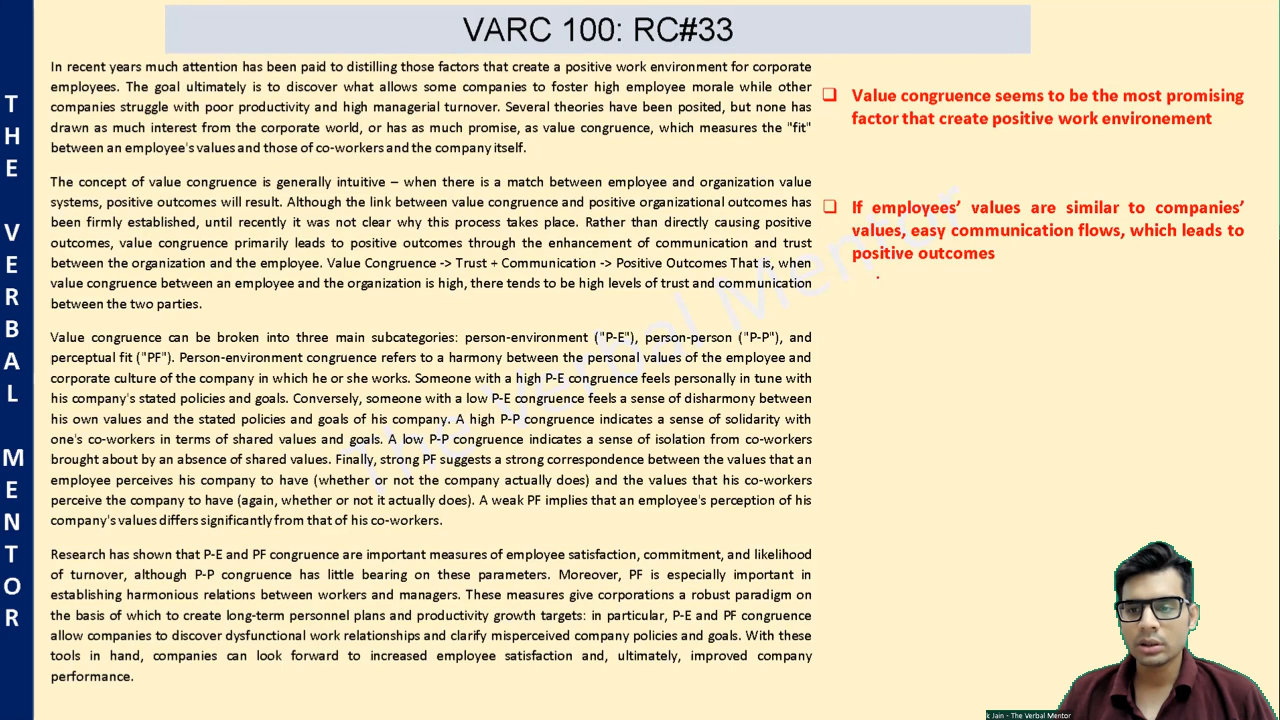 VARC 100: RC#33
THE VERBAL MENTOR
In recent years much attention has been paid to distilling those factors that create a positive work environment for corporate
employees. The goal ultimately is to discover what allows some companies to foster high employee morale while other
companies struggle with poor productivity and high managerial turnover. Several theories have been posited, but none has
drawn as much interest from the corporate world, or has as much promise, as value congruence, which measures the "fit"
between an employee's values and those of co-workers and the company itself.
The concept of value congruence is generally intuitive – when there is a match between employee and organization value
systems, positive outcomes will result. Although the link between value congruence and positive organizational outcomes has
been firmly established, until recently it was not clear why this process takes place. Rather than directly causing positive
outcomes, value congruence primarily leads to positive outcomes through the enhancement of communication and trust
between the organization and the employee. Value Congruence -> Trust + Communication -> Positive Outcomes That is, when
value congruence between an employee and the organization is high, there tends to be high levels of trust and communication
between the two parties.
Value congruence can be broken into three main subcategories: person-environment ("P-E"), person-person ("P-P"), and
perceptual fit ("PF"). Person-environment congruence refers to a harmony between the personal values of the employee and
corporate culture of the company in which he or she works. Someone with a high P-E congruence feels personally in tune with
his company's stated policies and goals. Conversely, someone with a low P-E congruence feels a sense of disharmony between
his own values and the stated policies and goals of his company. A high P-P congruence indicates a sense of solidarity with
one's co-workers in terms of shared values and goals. A low P-P congruence indicates a sense of isolation from co-workers
brought about by an absence of shared values. Finally, strong PF suggests a strong correspondence between the values that an
employee perceives his company to have (whether or not the company actually does) and the values that his co-workers
perceive the company to have (again, whether or not it actually does). A weak PF implies that an employee's perception of his
company's values differs significantly from that of his co-workers.
Research has shown that P-E and PF congruence are important measures of employee satisfaction, commitment, and likelihood
of turnover, although P-P congruence has little bearing on these parameters. Moreover, PF is especially important in
establishing harmonious relations between workers and managers. These measures give corporations a robust paradigm on
the basis of which to create long-term personnel plans and productivity growth targets: in particular, P-E and PF congruence
allow companies to discover dysfunctional work relationships and clarify misperceived company policies and goals. With these
tools in hand, companies can look forward to increased employee satisfaction and, ultimately, improved company
performance.
Value congruence seems to be the most promising
factor that create positive work environement
If employees' values are similar to companies'
values, easy communication flows, which leads to
positive outcomes
The Verbal Mentor
k Jain - The Verbal Mentor